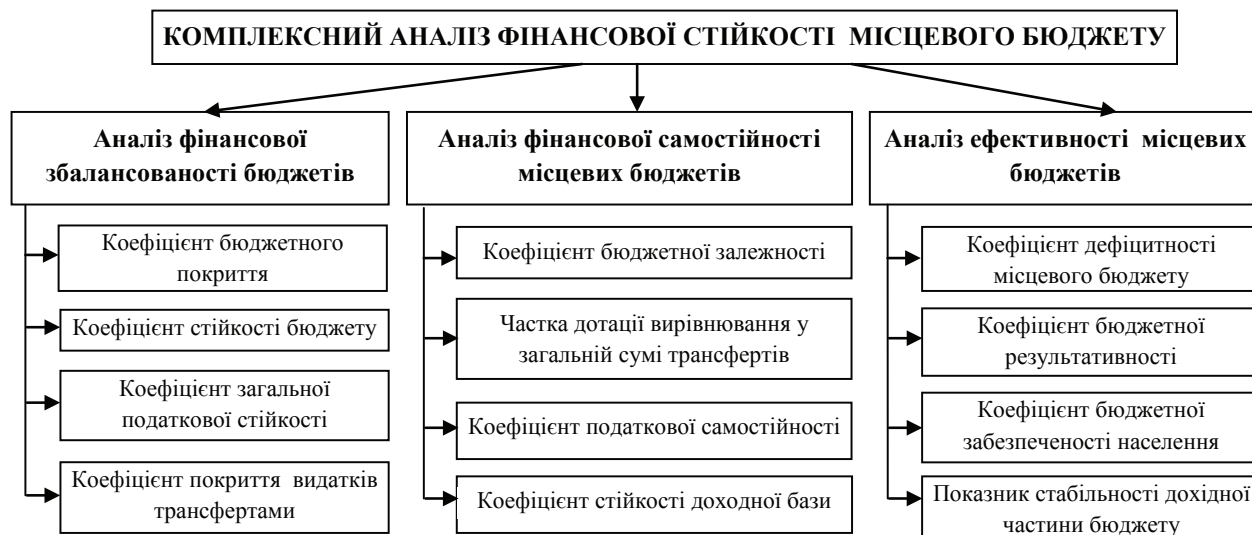 КОМПЛЕКСНИЙ АНАЛІЗ ФІНАНСОВОЇ СТІЙКОСТІ МІСЦЕВОГО БЮДЖЕТУ
Аналіз фінансової
збалансованості бюджетів
Коефіцієнт бюджетного
покриття
Коефіцієнт стійкості бюджету
Коефіцієнт загальної
податкової стійкості
Коефіцієнт покриття видатків
трансфертами
Аналіз фінансової самостійності
місцевих бюджетів
Коефіцієнт бюджетної залежності
Частка дотації вирівнювання у
загальній сумі трансфертів
Коефіцієнт податкової самостійності
Коефіцієнт стійкості доходної бази
Аналіз ефективності місцевих
бюджетів
Коефіцієнт дефіцитності
місцевого бюджету
Коефіцієнт бюджетної
результативності
Коефіцієнт бюджетної
забезпеченості населення
Показник стабільності дохідної
частини бюджету